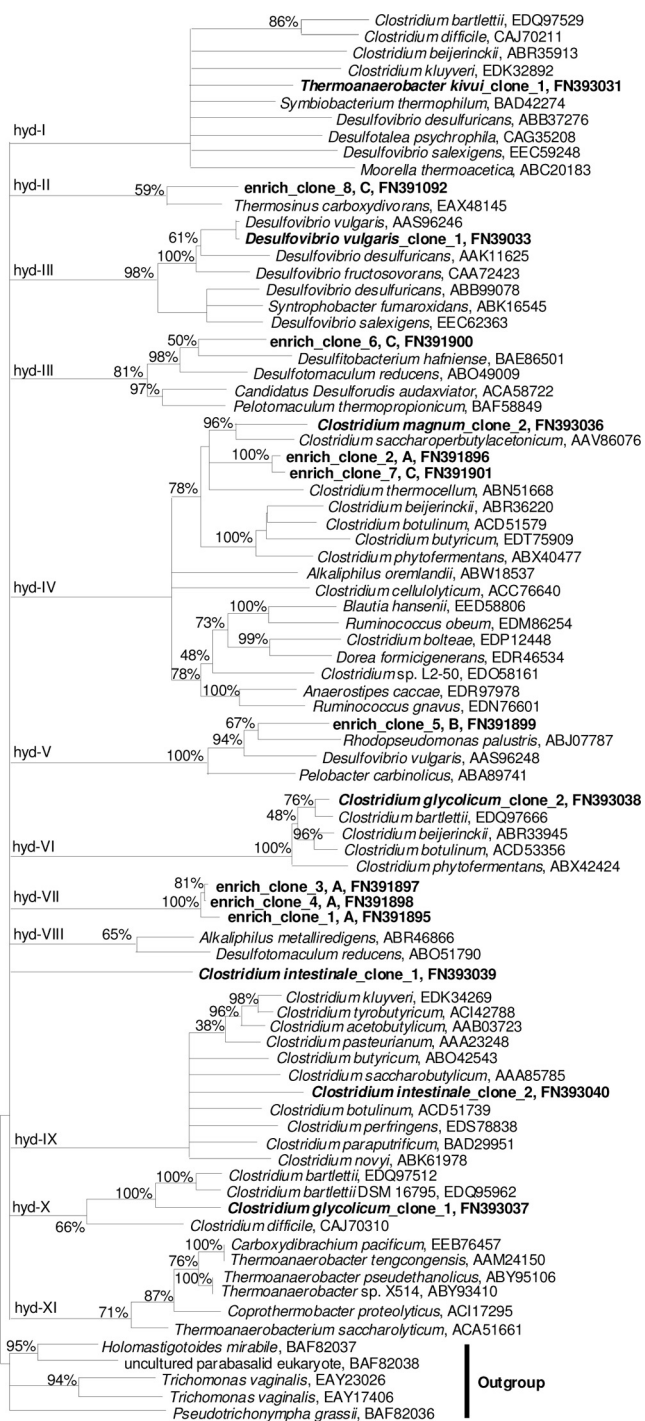 86%
Clostridium bartlettii, EDQ97529
Clostridium difficile, CAJ70211
Clostridium beijerinckii, ABR35913
Clostridium kluyveri, EDK32892
Thermoanaerobacter kivui_clone_1, FN393031
Symbiobacterium thermophilum, BAD42274
Desulfovibrio desulfuricans, ABB37276
hyd-I
Desulfotalea psychrophila, CAG35208
Desulfovibrio salexigens, EEC59248
Moorella thermoacetica, ABC20183
hyd-II
59%
enrich_clone_8, C, FN391092
Thermosinus carboxydivorans, EAX48145
Desulfovibrio vulgaris, AAS96246
61%
Desulfovibrio vulgaris_clone_1, FN39033
100%
Desulfovibrio desulfuricans, AAK11625
hyd-III
98%
Desulfovibrio fructosovorans, CAA72423
Desulfovibrio desulfuricans, ABB99078
Syntrophobacter fumaroxidans, ABK16545
Desulfovibrio salexigens, EEC62363
50%
enrich_clone_6, C, FN391900
98%
Desulfitobacterium hafniense, BAE86501
hyd-III
81%
Desulfotomaculum reducens, ABO49009
97%
Candidatus Desulforudis audaxviator, ACA58722
Pelotomaculum thermopropionicum, BAF58849
96%
Clostridium magnum_clone_2, FN393036
Clostridium saccharoperbutylacetonicum, AAV86076
100%
enrich_clone_2, A, FN391896
enrich_clone_7, C, FN391901
78%
Clostridium thermocellum, ABN51668
Clostridium beijerinckii, ABR36220
Clostridium botulinum, ACD51579
100%
Clostridium butyricum, EDT75909
Clostridium phytofermentans, ABX40477
Alkaliphilus oremlandii, ABW18537
hyd-IV
Clostridium cellulolyticum, ACC76640
100%
Blautia hansenii, EED58806
73%
Ruminococcus obeum, EDM86254
99%
Clostridium bolteae, EDP12448
48%
Dorea formicigenerans, EDR46534
78%
Clostridium sp. L2-50, EDO58161
100%
Anaerostipes caccae, EDR97978
Ruminococcus gnavus, EDN76601
67%
enrich_clone_5, B, FN391899
94%
Rhodopseudomonas palustris, ABJ07787
hyd-V
100%
Desulfovibrio vulgaris, AAS96248
Pelobacter carbinolicus, ABA89741
76%
Clostridium glycolicum_clone_2, FN393038
48%
Clostridium bartlettii, EDQ97666
96%
Clostridium beijerinckii, ABR33945
hyd-VI
100%
Clostridium botulinum, ACD53356
Clostridium phytofermentans, ABX42424
81%
enrich_clone_3, A, FN391897
hyd-VII
100%
enrich_clone_4, A, FN391898
enrich_clone_1, A, FN391895
hyd-VIII
65%
Alkaliphilus metalliredigens, ABR46866
Desulfotomaculum reducens, ABO51790
Clostridium intestinale_clone_1, FN393039
98%
Clostridium kluyveri, EDK34269
96%
Clostridium tyrobutyricum, ACI42788
38%
Clostridium acetobutylicum, AAB03723
Clostridium pasteurianum, AAA23248
Clostridium butyricum, ABO42543
Clostridium saccharobutylicum, AAA85785
Clostridium intestinale_clone_2, FN393040
Clostridium botulinum, ACD51739
Clostridium perfringens, EDS78838
hyd-IX
Clostridium paraputrificum, BAD29951
Clostridium novyi, ABK61978
100%
Clostridium bartlettii, EDQ97512
100%
Clostridium bartlettii DSM 16795, EDQ95962
hyd-X
Clostridium glycolicum_clone_1, FN393037
66%
Clostridium difficile, CAJ70310
100%
Carboxydibrachium pacificum, EEB76457
76%
Thermoanaerobacter tengcongensis, AAM24150
100%
Thermoanaerobacter pseudethanolicus, ABY95106
87%
Thermoanaerobacter sp. X514, ABY93410
hyd-XI
71%
Coprothermobacter proteolyticus, ACI17295
Thermoanaerobacterium saccharolyticum, ACA51661
95%
Holomastigotoides mirabile, BAF82037
uncultured parabasalid eukaryote, BAF82038
94%
Trichomonas vaginalis, EAY23026
Outgroup
Trichomonas vaginalis, EAY17406
Pseudotrichonympha grassii, BAF82036